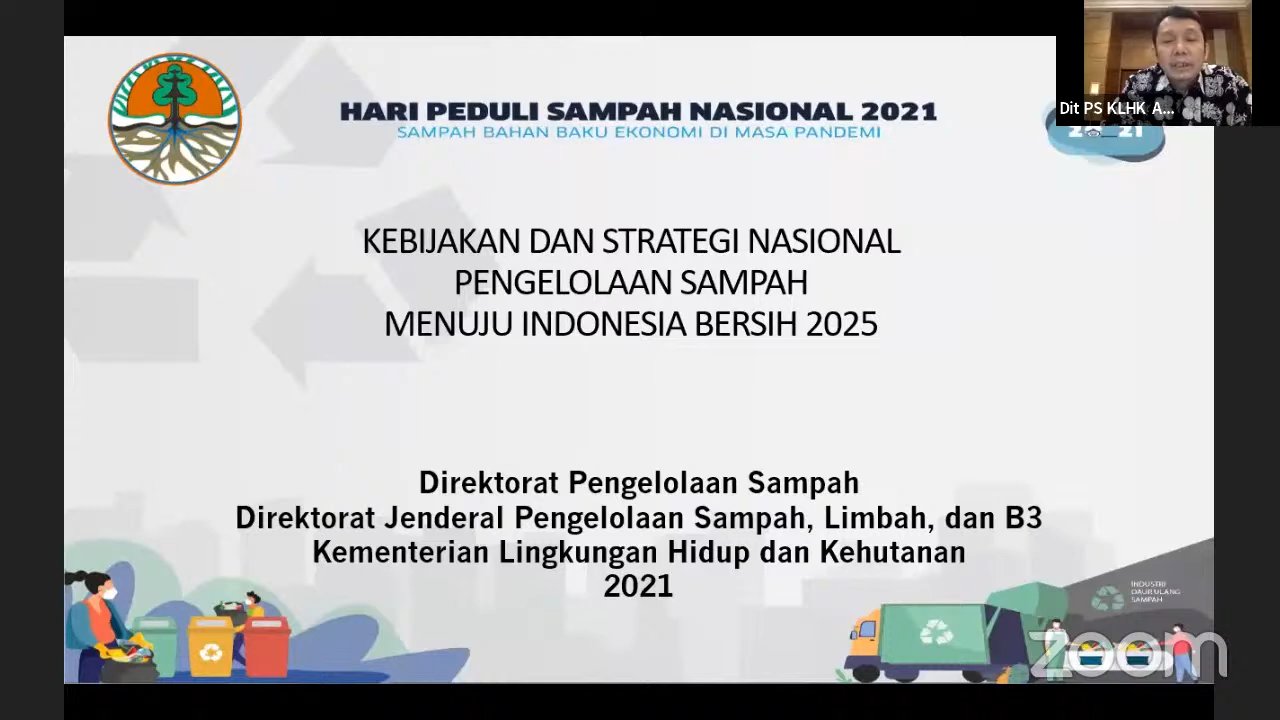 HARI PEDULI SAMPAH NASIONAL 2021
SAMPAH BAHAN BAKU EKONOMI DI MASA PANDEMI
Dit PS KLHK A...
KEBIJAKAN DAN STRATEGI NASIONAL
PENGELOLAAN SAMPAH
MENUJU INDONESIA BERSIH 2025
Direktorat Pengelolaan Sampah
Direktorat Jenderal Pengelolaan Sampah, Limbah, dan B3
Kementerian Lingkungan Hidup dan Kehutanan
2021
INDUSTRI
DAUR ULANG
SAMPAH
zoom